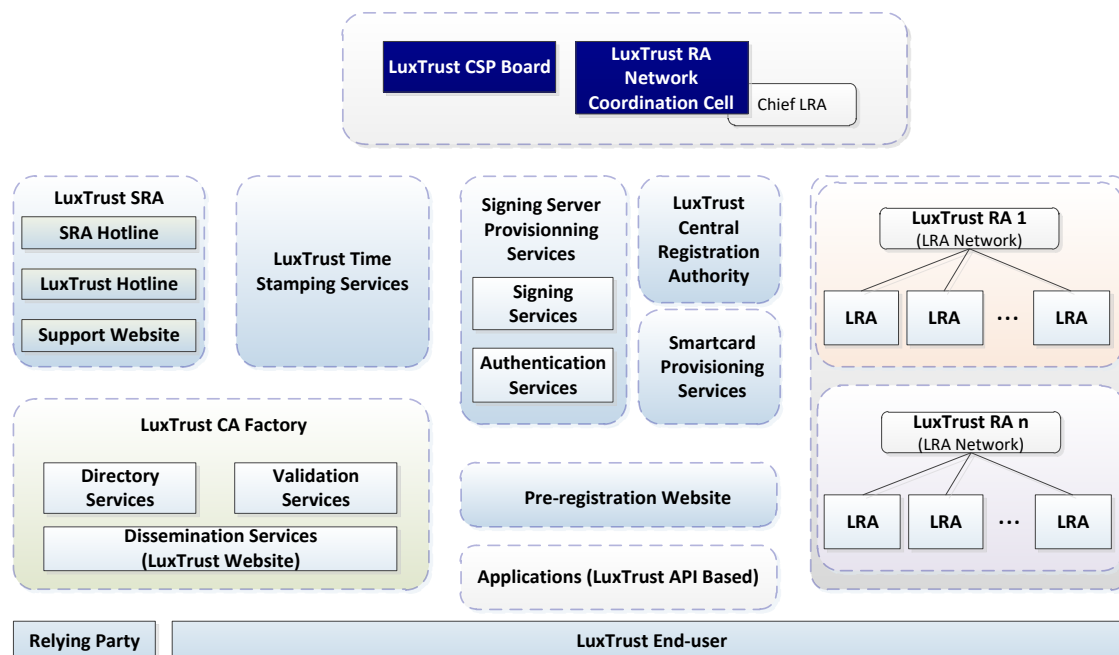 LuxTrust CSP Board
LuxTrust RA
Network
Coordination Cell
Chief LRA
LuxTrust SRA
SRA Hotline
LuxTrust Hotline
Support Website
LuxTrust Time
Stamping Services
Signing Server
Provisionning
Services
Signing
Services
Authentication
Services
LuxTrust
Central
Registration
Authority
Smartcard
Provisioning
Services
LuxTrust RA 1
(LRA Network)
LRA
LRA
...
LRA
LuxTrust RA n
(LRA Network)
LRA
LRA
...
LRA
LuxTrust CA Factory
Directory
Services
Validation
Services
Dissemination Services
(LuxTrust Website)
Pre-registration Website
Applications (LuxTrust API Based)
Relying Party
LuxTrust End-user